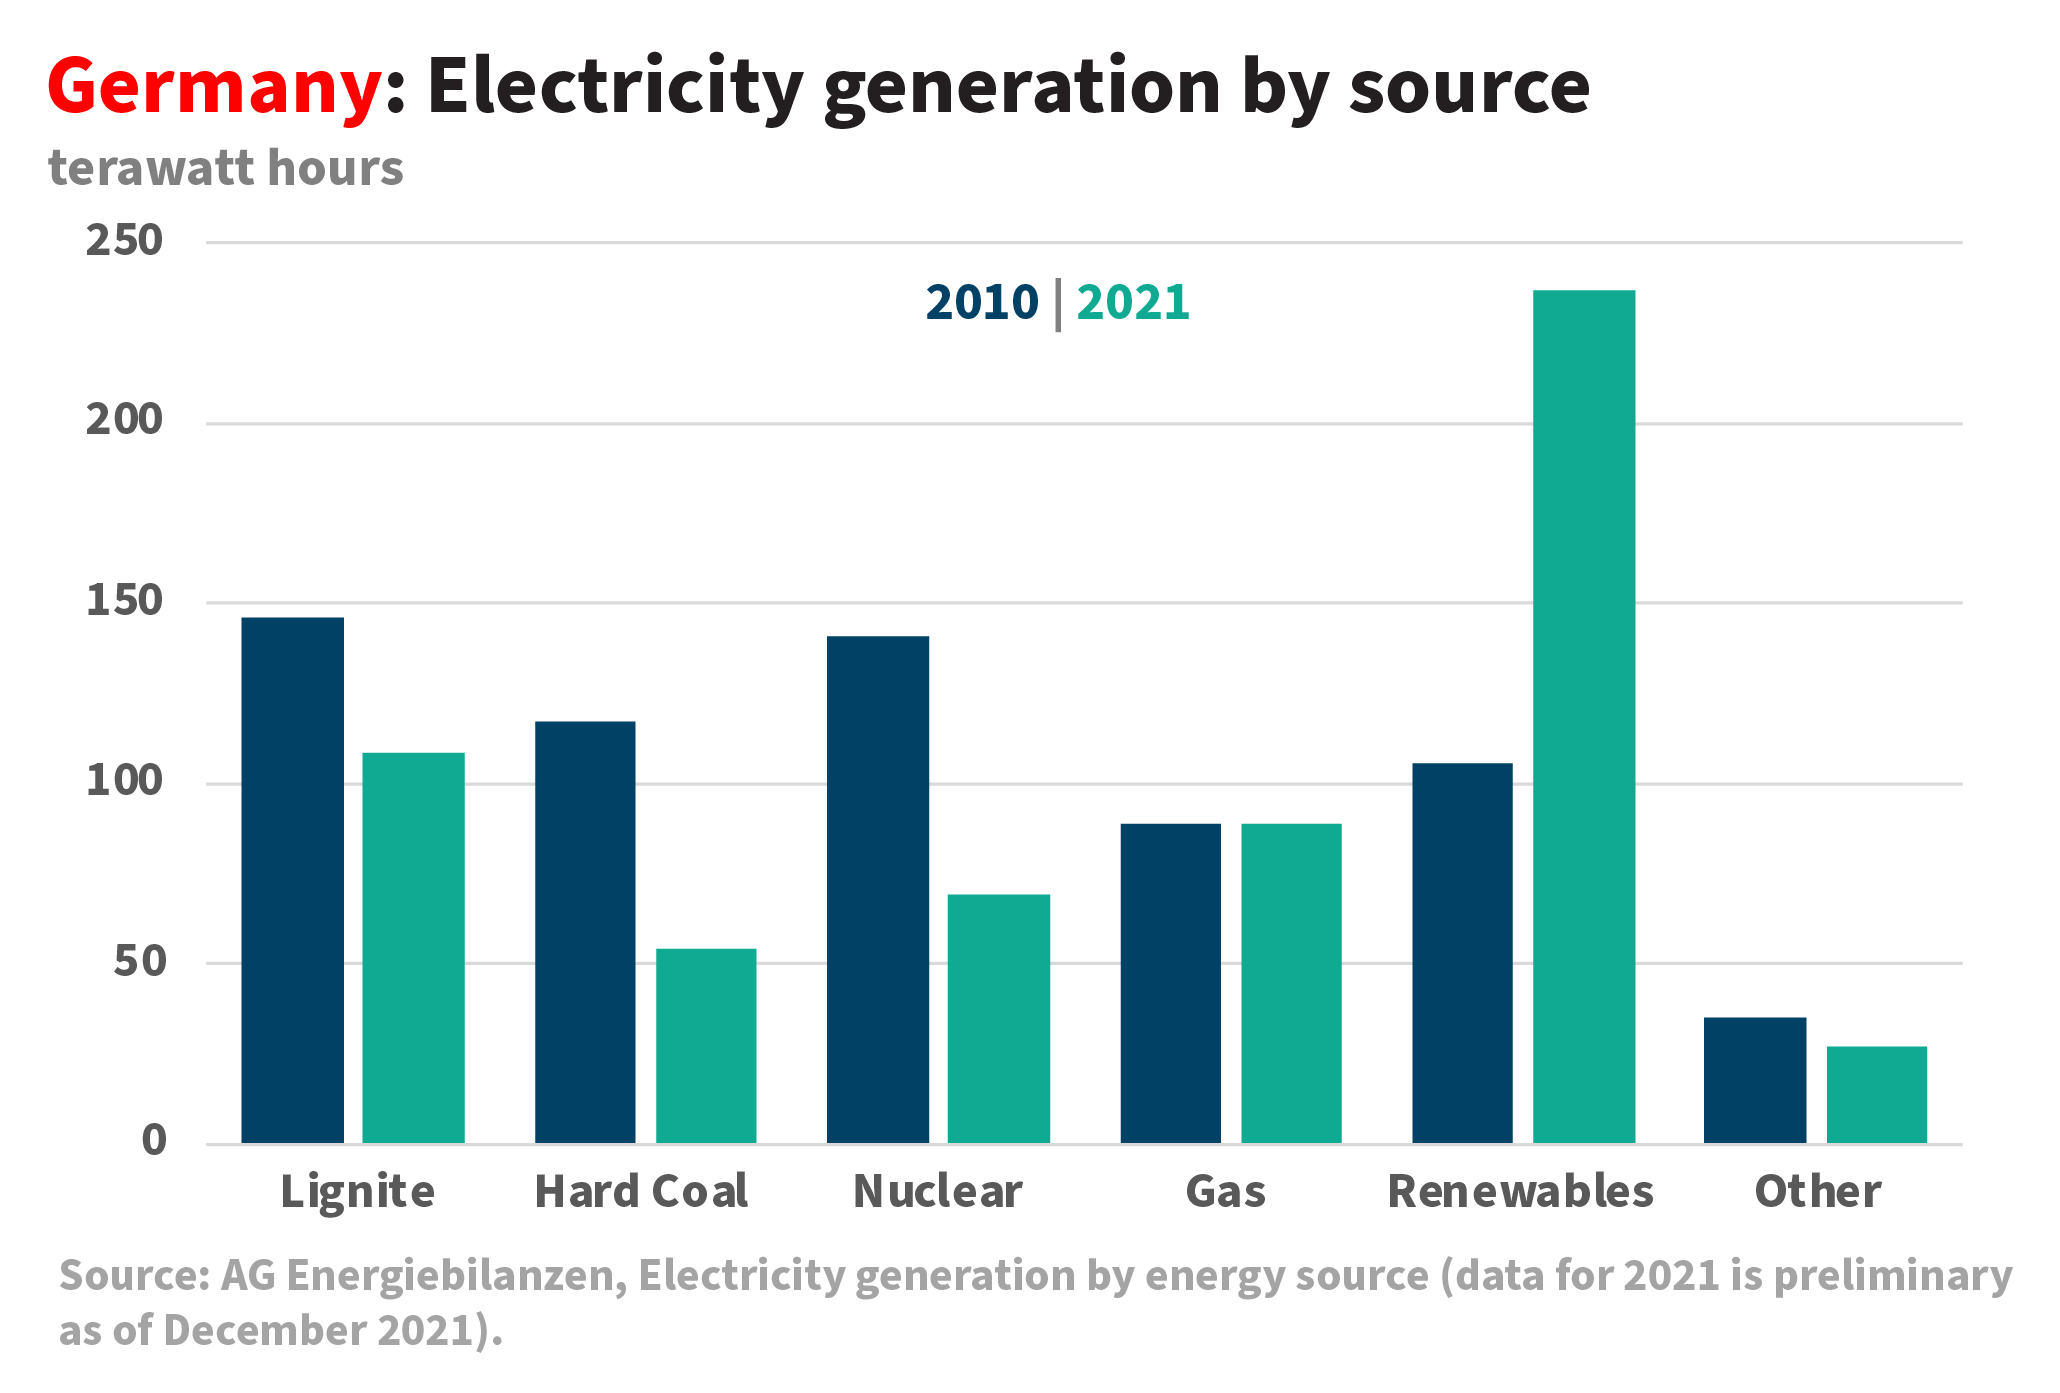 Germany: Electricity generation by source
terawatt hours
250
2010 | 2021
200
150
100
50
0
Lignite Hard Coal Nuclear Gas Renewables Other
Source: AG Energiebilanzen, Electricity generation by energy source (data for 2021 is preliminary
as of December 2021).